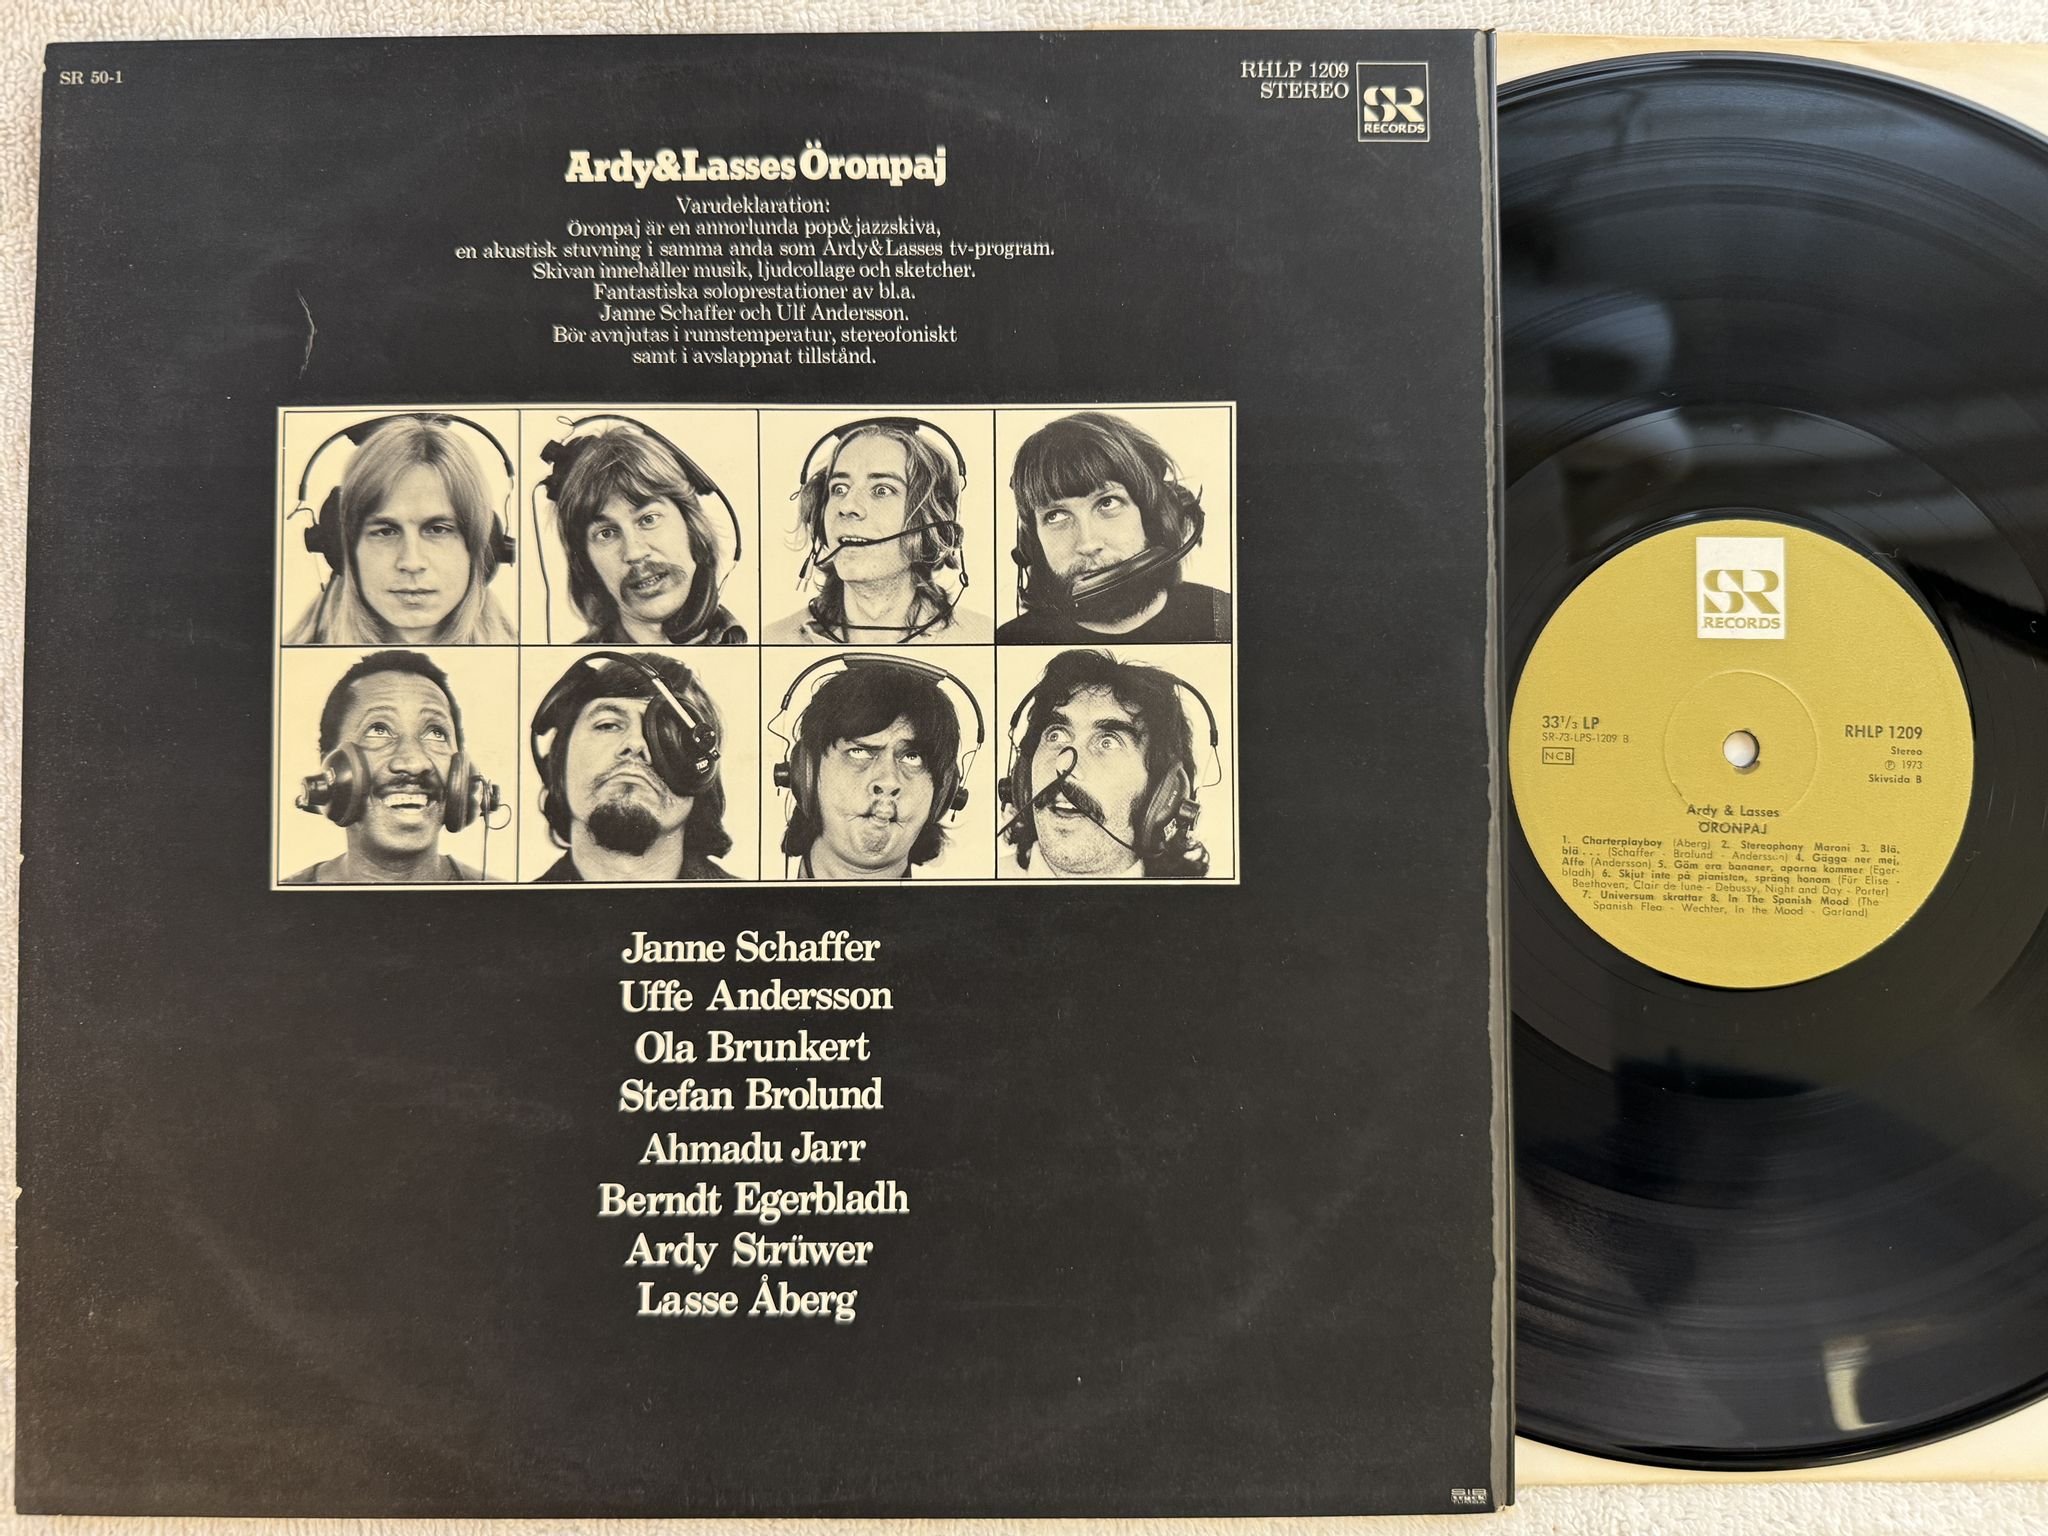 SR 50-1
RHLP 1209
STEREO
SR
RECORDS
Ardy&Lasses Öronpaj
Varudeklaration:
Öronpaj är en annorlunda pop&jazzskiva,
en akustisk stuvning i samma anda som Ardy&Lasses tv-program.
Skivan innehåller musik, ljudcollage och sketcher.
Fantastiska soloprestationer av bl.a.
Janne Schaffer och Ulf Andersson.
Bör avnjutas i rumstemperatur, stereofoniskt
samt i avslappnat tillstånd.
Janne Schaffer
Uffe Andersson
Ola Brunkert
Stefan Brolund
Ahmadu Jarr
Berndt Egerbladh
Ardy Strüwer
Lasse Åberg
SIB
TUMBA
SR
RECORDS
33 1/3 LP
SR-73-LPS-1209 B
NCB
RHLP 1209
Stereo
℗ 1973
Skivsida B
Ardy & Lasses
ÖRONPAJ
1. Charterplayboy (Åberg) 2. Stereophony Maroni 3. Blä,
blä... (Schaffer - Brolund - Andersson) 4. Gägga ner mej,
Affe (Andersson) 5. Göm era bananer, aporna kommer (Eger-
bladh) 6. Skjut inte på pianisten, spräng honom (Für Elise -
Beethoven, Clair de lune - Debussy, Night and Day - Porter)
7. Universum skrattar 8. In The Spanish Mood (The
Spanish Flea - Wechter, In the Mood - Garland)